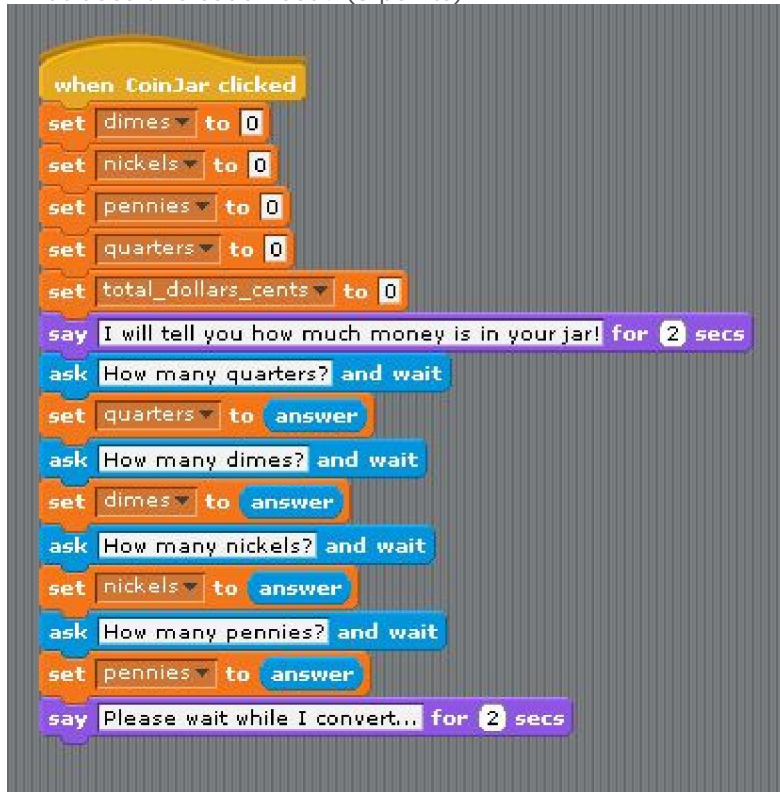 when CoinJar clicked
set dimes to 0
set nickels to 0
set pennies to 0
set quarters to 0
set total_dollars_cents to 0
say I will tell you how much money is in your jar! for 2 secs
ask How many quarters? and wait
set quarters to answer
ask How many dimes? and wait
set dimes to answer
ask How many nickels? and wait
set nickels to answer
ask How many pennies? and wait
set pennies to answer
say Please wait while I convert... for 2 secs